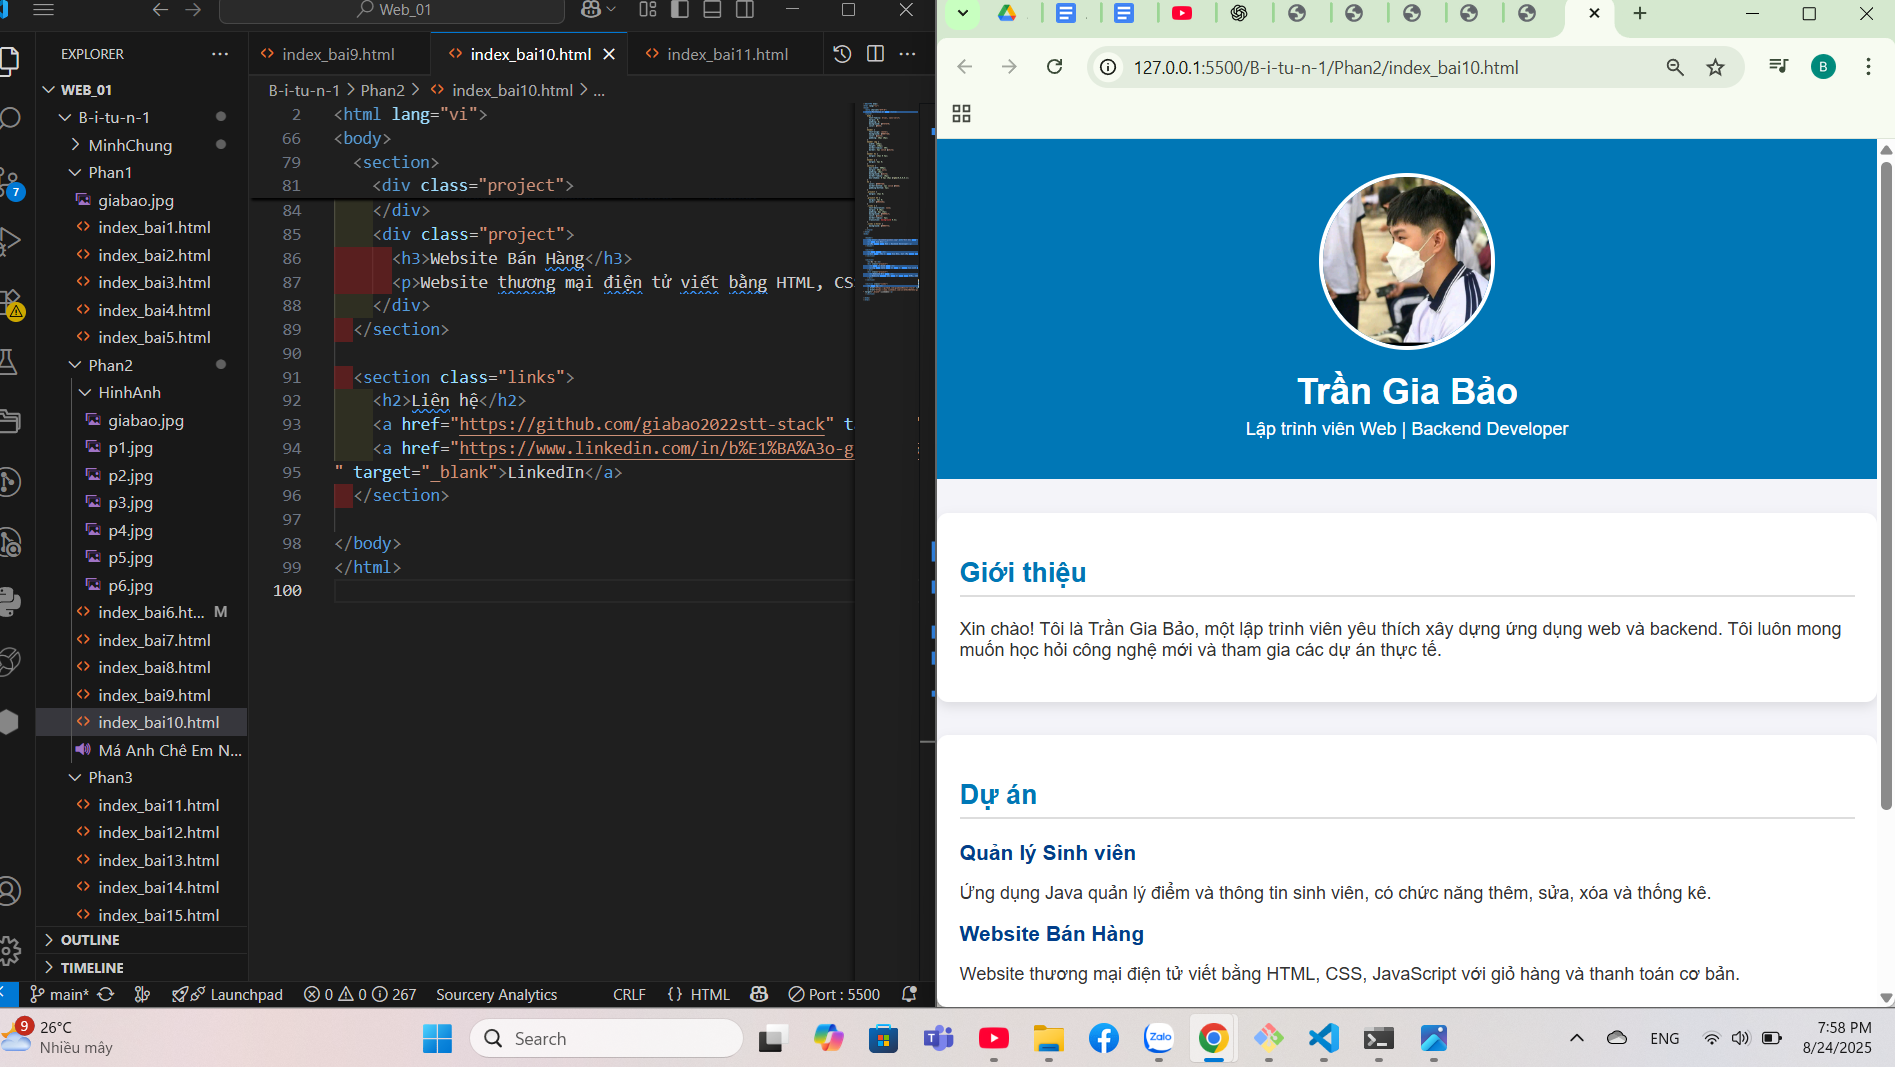 Web_01
EXPLORER
WEB_01
B-i-tu-n-1
MinhChung
Phan1
giabao.jpg
index_bai1.html
index_bai2.html
index_bai3.html
index_bai4.html
index_bai5.html
Phan2
HinhAnh
giabao.jpg
p1.jpg
p2.jpg
p3.jpg
p4.jpg
p5.jpg
p6.jpg
index_bai6.ht... M
index_bai7.html
index_bai8.html
index_bai9.html
index_bai10.html
Má Anh Chê Em N...
Phan3
index_bai11.html
index_bai12.html
index_bai13.html
index_bai14.html
index_bai15.html
OUTLINE
TIMELINE
7
index_bai9.html
index_bai10.html
index_bai11.html
B-i-tu-n-1 > Phan2 > index_bai10.html > ...
2 <html lang="vi">
66 <body>
79 <section>
81 <div class="project">
84 </div>
85 <div class="project">
86 <h3>Website Bán Hàng</h3>
87 <p>Website thương mại điện tử viết bằng HTML, CS
88 </div>
89 </section>
90
91 <section class="links">
92 <h2>Liên hệ</h2>
93 <a href="https://github.com/giabao2022stt-stack" ta
94 <a href="https://www.linkedin.com/in/b%E1%BA%A3o-g
95 " target="_blank">LinkedIn</a>
96 </section>
97
98 </body>
99 </html>
100
main* Launchpad 0 0 267 Sourcery Analytics CRLF {} HTML Port : 5500
127.0.0.1:5500/B-i-tu-n-1/Phan2/index_bai10.html
B
Trần Gia Bảo
Lập trình viên Web | Backend Developer
Giới thiệu
Xin chào! Tôi là Trần Gia Bảo, một lập trình viên yêu thích xây dựng ứng dụng web và backend. Tôi luôn mong
muốn học hỏi công nghệ mới và tham gia các dự án thực tế.
Dự án
Quản lý Sinh viên
Ứng dụng Java quản lý điểm và thông tin sinh viên, có chức năng thêm, sửa, xóa và thống kê.
Website Bán Hàng
Website thương mại điện tử viết bằng HTML, CSS, JavaScript với giỏ hàng và thanh toán cơ bản.
9
26°C
Nhiều mây
Search
Zalo
ENG
7:58 PM
8/24/2025